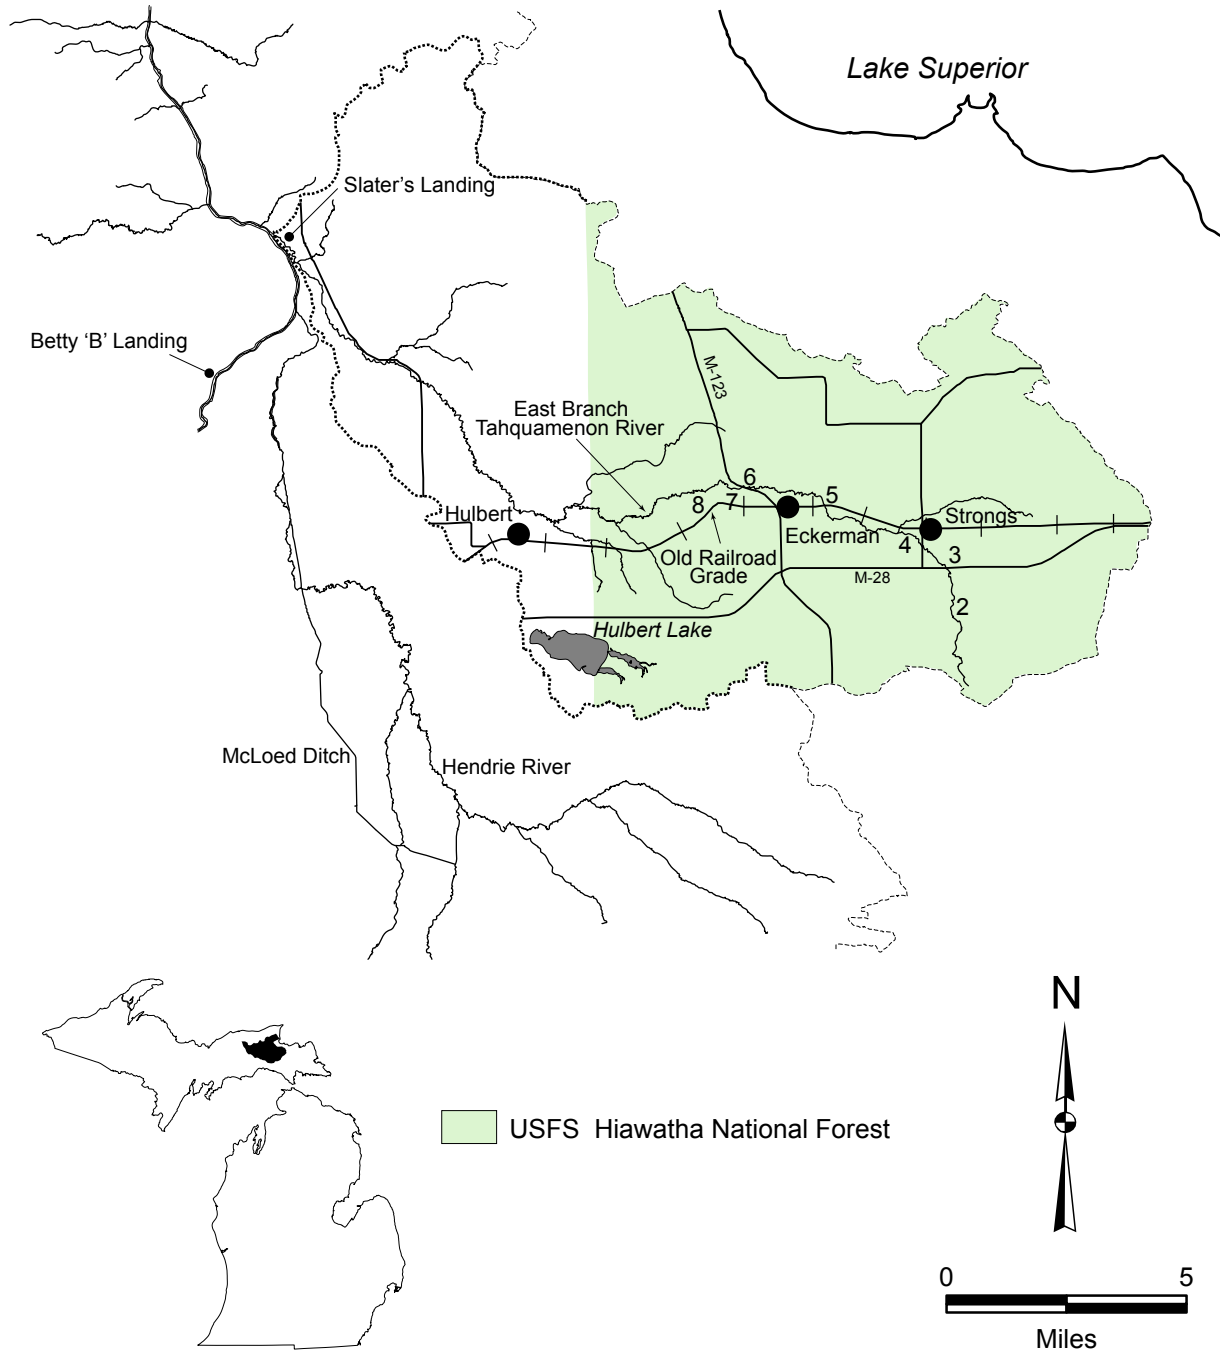 Lake Superior
Slater's Landing
Betty 'B' Landing
M-123
East Branch
Tahquamenon River
6
8
7
5
Hulbert
Eckerman
Strongs
4
3
Old Railroad
Grade
M-28
2
Hulbert Lake
McLoed Ditch
Hendrie River
N
USFS Hiawatha National Forest
0
5
Miles